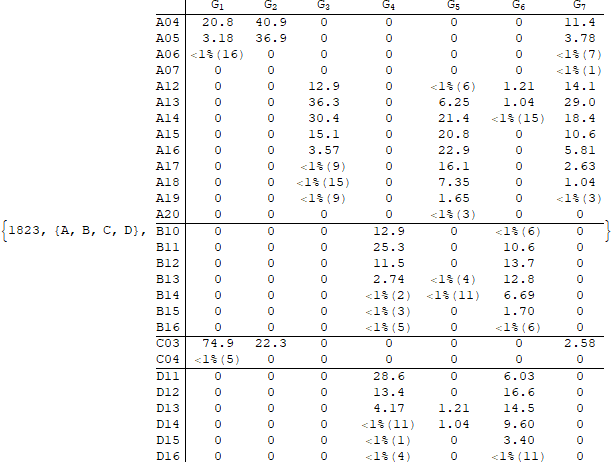 G1 G2 G3 G4 G5 G6 G7
A04 20.8 40.9 0 0 0 0 11.4
A05 3.18 36.9 0 0 0 0 3.78
A06 <1%(16) 0 0 0 0 0 <1%(7)
A07 0 0 0 0 0 0 <1%(1)
A12 0 0 12.9 0 <1%(6) 1.21 14.1
A13 0 0 36.3 0 6.25 1.04 29.0
A14 0 0 30.4 0 21.4 <1%(15) 18.4
A15 0 0 15.1 0 20.8 0 10.6
A16 0 0 3.57 0 22.9 0 5.81
A17 0 0 <1%(9) 0 16.1 0 2.63
A18 0 0 <1%(15) 0 7.35 0 1.04
A19 0 0 <1%(9) 0 1.65 0 <1%(3)
A20 0 0 0 0 <1%(3) 0 0
{1823, {A, B, C, D}, B10 0 0 0 12.9 0 <1%(6) 0 }
B11 0 0 0 25.3 0 10.6 0
B12 0 0 0 11.5 0 13.7 0
B13 0 0 0 2.74 <1%(4) 12.8 0
B14 0 0 0 <1%(2) <1%(11) 6.69 0
B15 0 0 0 <1%(3) 0 1.70 0
B16 0 0 0 <1%(5) 0 <1%(6) 0
C03 74.9 22.3 0 0 0 0 2.58
C04 <1%(5) 0 0 0 0 0 0
D11 0 0 0 28.6 0 6.03 0
D12 0 0 0 13.4 0 16.6 0
D13 0 0 0 4.17 1.21 14.5 0
D14 0 0 0 <1%(11) 1.04 9.60 0
D15 0 0 0 <1%(1) 0 3.40 0
D16 0 0 0 <1%(4) 0 <1%(11) 0